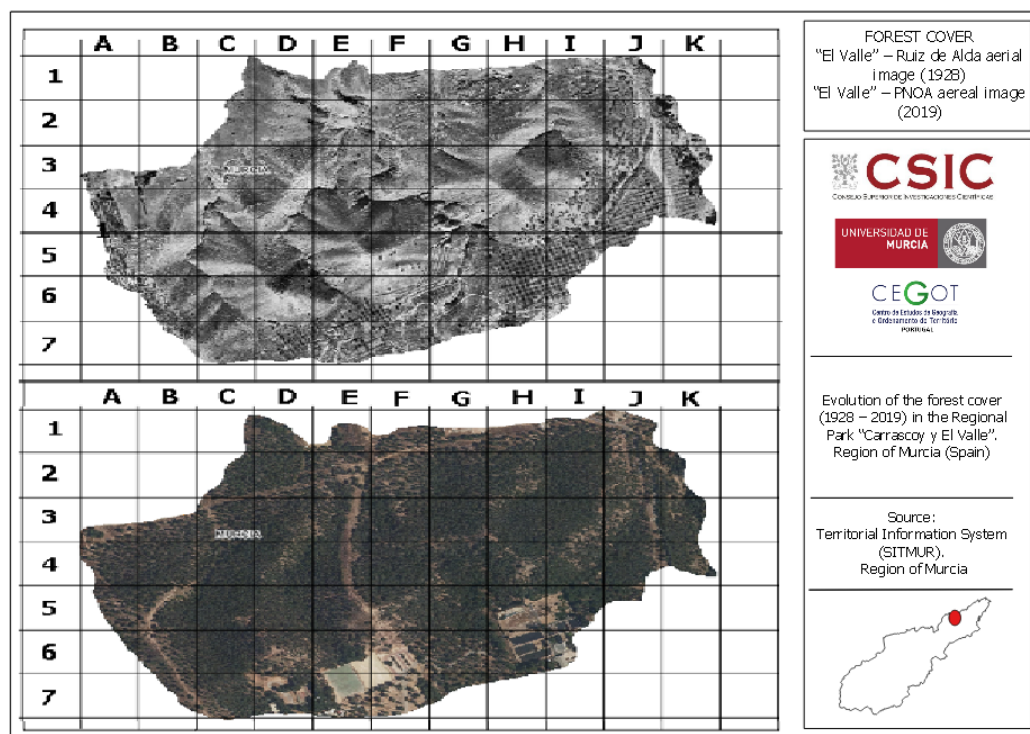 A B C D E F G H I J K
1
2
3
MURCIA
4
5
6
7
A B C D E F G H I J K
1
2
3
MURCIA
4
5
6
7
FOREST COVER
"El Valle" – Ruiz de Alda aerial
image (1928)
"El Valle" – PNOA aereal image
(2019)
CSIC
CONSEJO SUPERIOR DE INVESTIGACIONES CIENTÍFICAS
UNIVERSIDAD DE
MURCIA
CEGOT
Centro de Estudos de Geografia
e Ordenamento do Território
PORTUGAL
Evolution of the forest cover
(1928 – 2019) in the Regional
Park "Carrascoy y El Valle".
Region of Murcia (Spain)
Source:
Territorial Information System
(SITMUR).
Region of Murcia